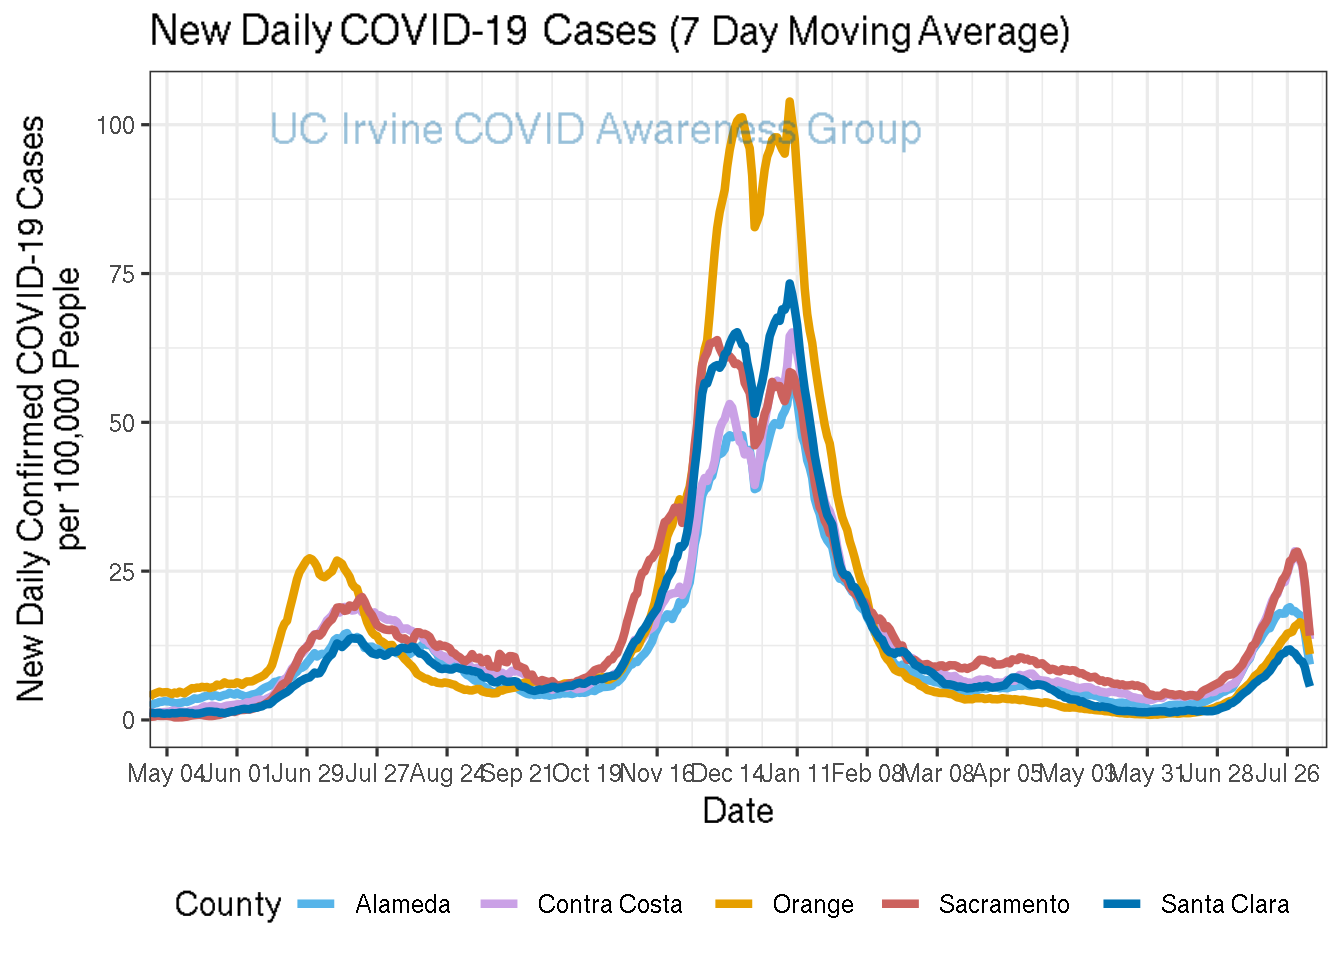 New Daily COVID-19 Cases (7 Day Moving Average)
UC Irvine COVID Awareness Group
New Daily Confirmed COVID-19 Cases
per 100,000 People
100
75
50
25
0
May 04 Jun 01 Jun 29 Jul 27 Aug 24 Sep 21 Oct 19 Nov 16 Dec 14 Jan 11 Feb 08 Mar 08 Apr 05 May 03 May 31 Jun 28 Jul 26
Date
County Alameda Contra Costa Orange Sacramento Santa Clara